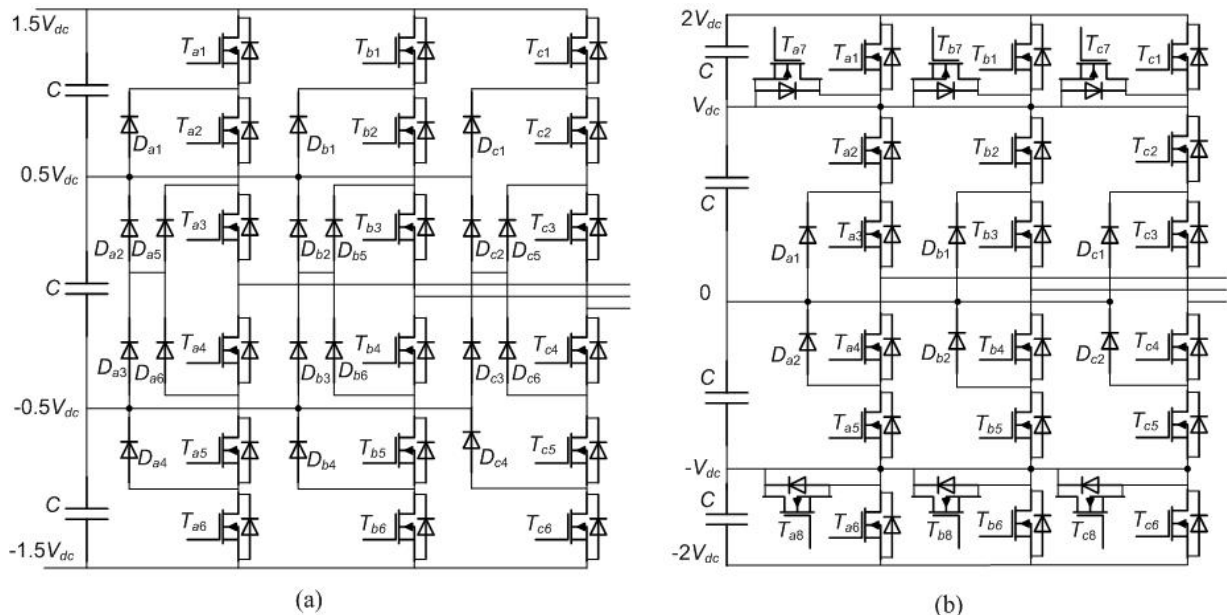 1.5Vdc
Ta1
Tb1
Tc1
C
Ta2
Tb2
Tc2
Da1
Db1
Dc1
0.5Vdc
Ta3
Tb3
Tc3
Da2
Da5
Db2
Db5
Dc2
Dc5
C
Ta4
Tb4
Tc4
Da3
Da6
Db3
Db6
Dc3
Dc6
-0.5Vdc
Ta5
Tb5
Tc5
Da4
Db4
Dc4
C
Ta6
Tb6
Tc6
-1.5Vdc
(a)
2Vdc
Ta7
Ta1
Tb7
Tb1
Tc7
Tc1
C
Vdc
Ta2
Tb2
Tc2
C
Ta3
Tb3
Tc3
Da1
Db1
Dc1
0
Da2
Ta4
Db2
Tb4
Dc2
Tc4
C
Ta5
Tb5
Tc5
-Vdc
C
Ta8
Ta6
Tb8
Tb6
Tc8
Tc6
-2Vdc
(b)